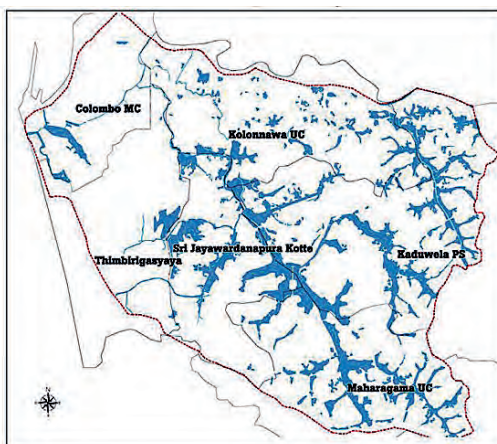 Colombo MC
Kolonnawa UC
Sri Jayawardanapura Kotte
Thimbirigasyaya
Kaduwela PS
Maharagama UC